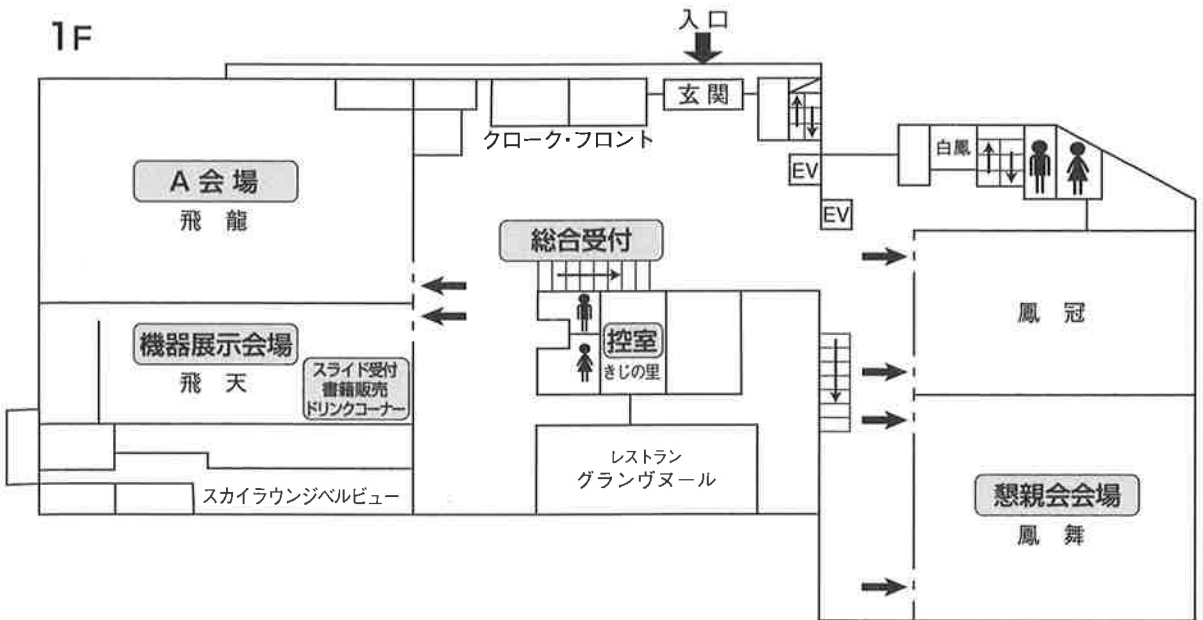 1F
入口
玄関
クローク・フロント
白鳳
EV
EV
A会場
飛龍
総合受付
鳳冠
機器展示会場
飛天
スライド受付
書籍販売
ドリンクコーナー
控室
きじの里
レストラン
グランヴヌール
スカイラウンジベルビュー
懇親会会場
鳳舞